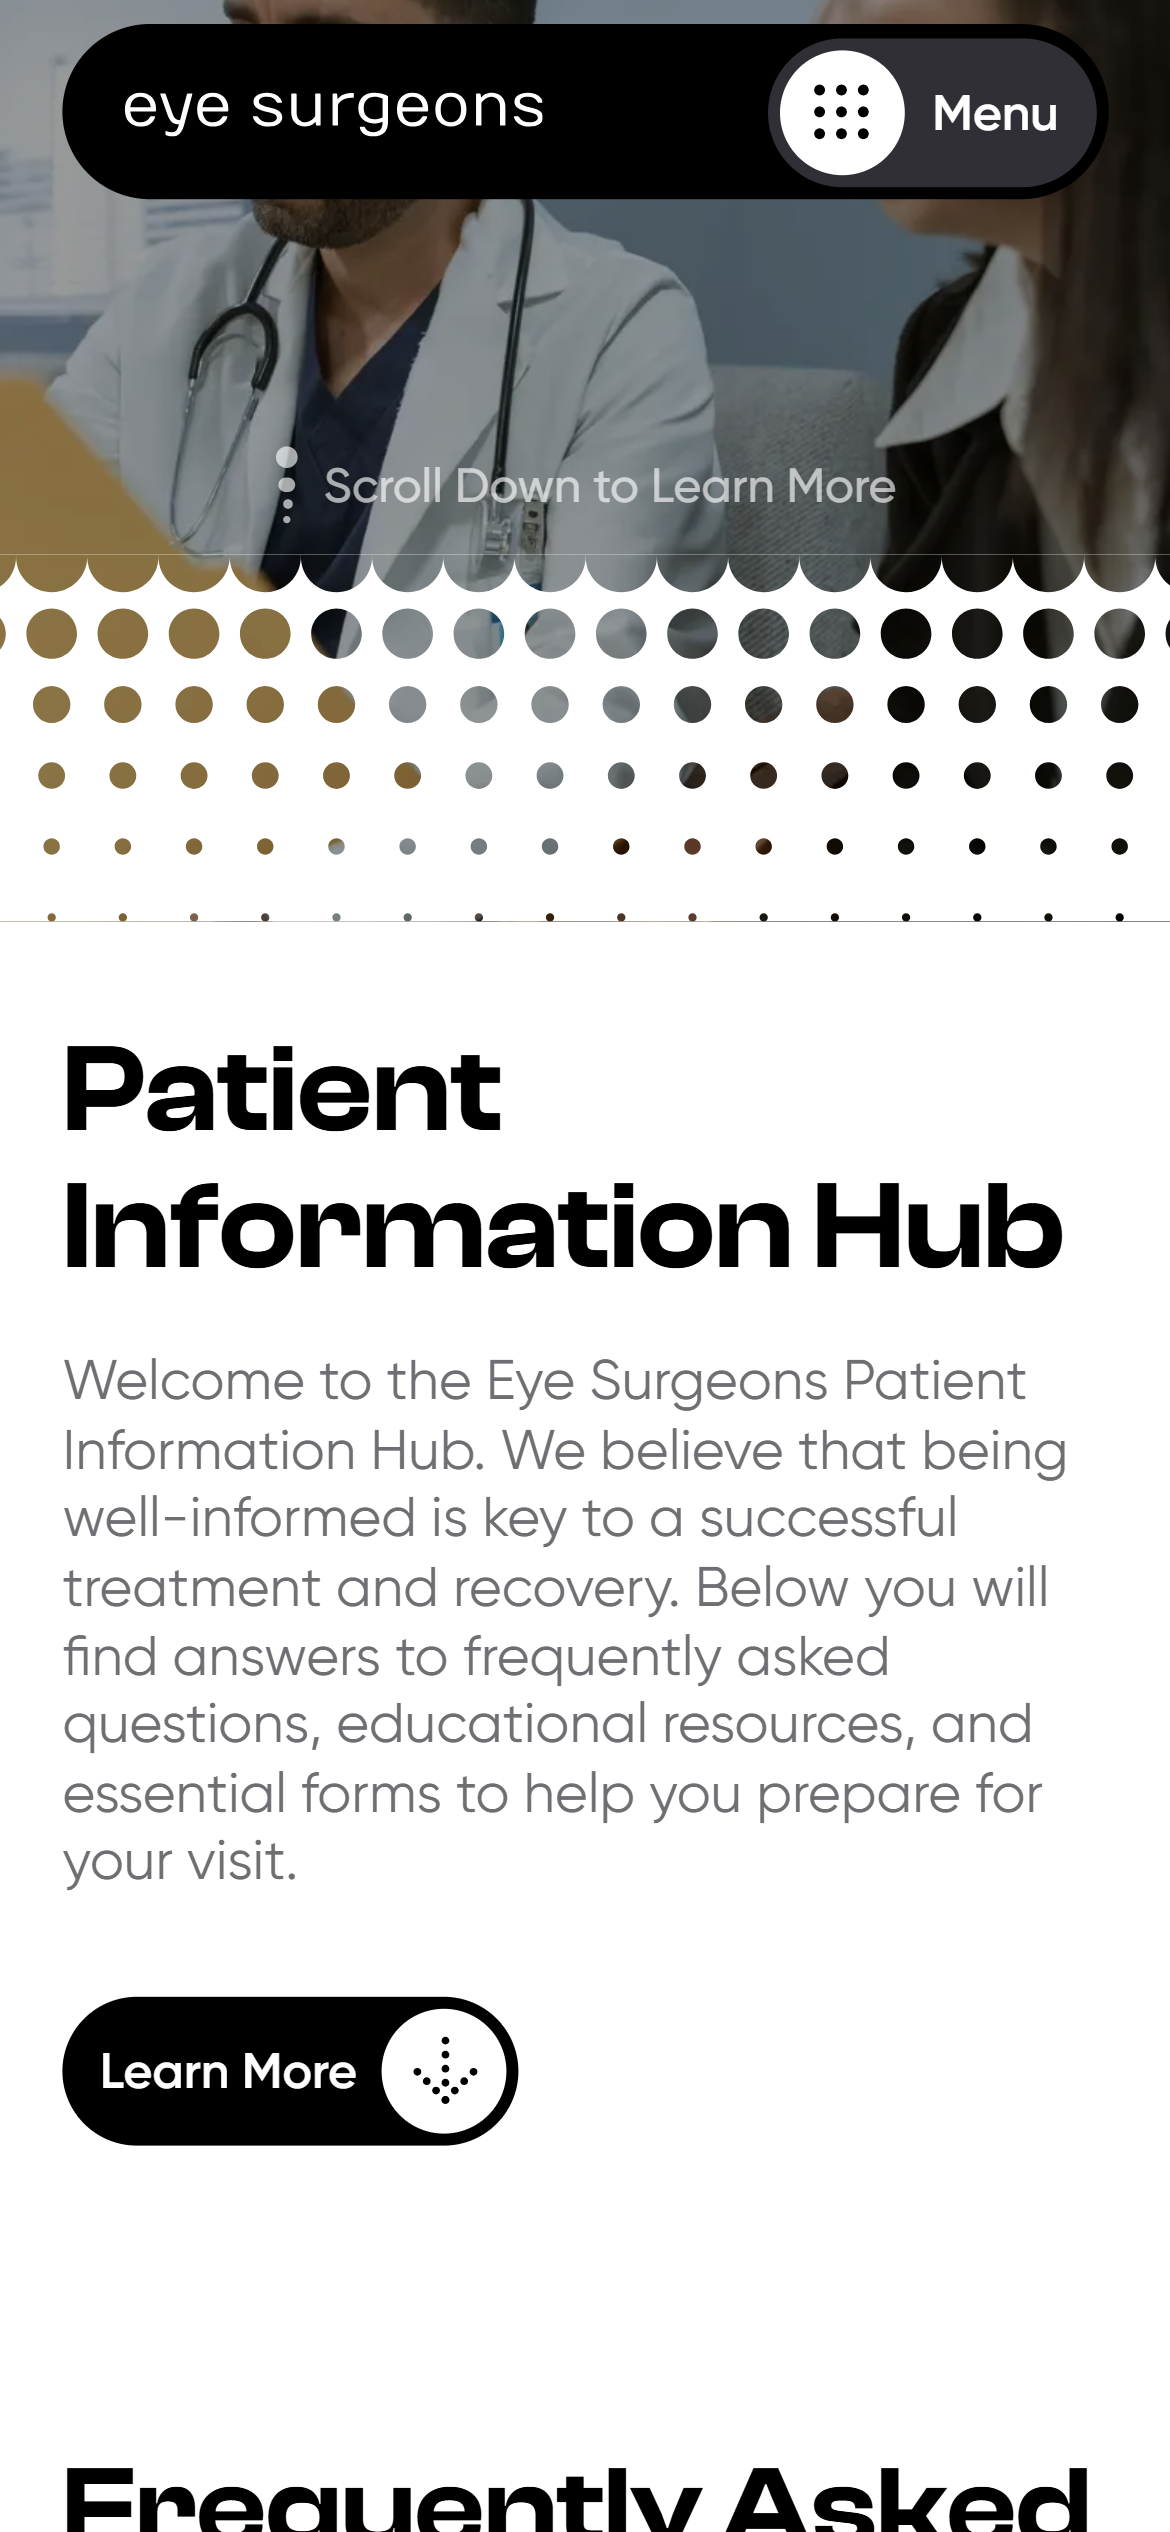 eye surgeons
Menu
Scroll Down to Learn More
Patient
Information Hub
Welcome to the Eye Surgeons Patient
Information Hub. We believe that being
well-informed is key to a successful
treatment and recovery. Below you will
find answers to frequently asked
questions, educational resources, and
essential forms to help you prepare for
your visit.
Learn More
Frequently Asked